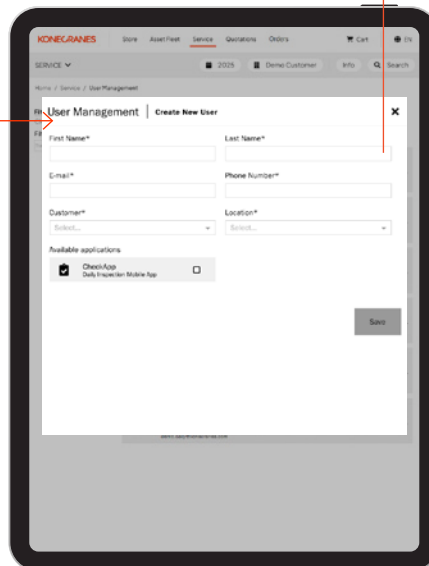 KONECRANES Store Asset Fleet Service Quotations Orders Cart EN
SERVICE 2025 Demo Customer Info Search
Home / Service / User Management
User Management | Create New User
First Name* Last Name*
E-mail* Phone Number*
Customer* Location*
Select... Select...
Available applications
CheckApp
Daily Inspection Mobile App
Save